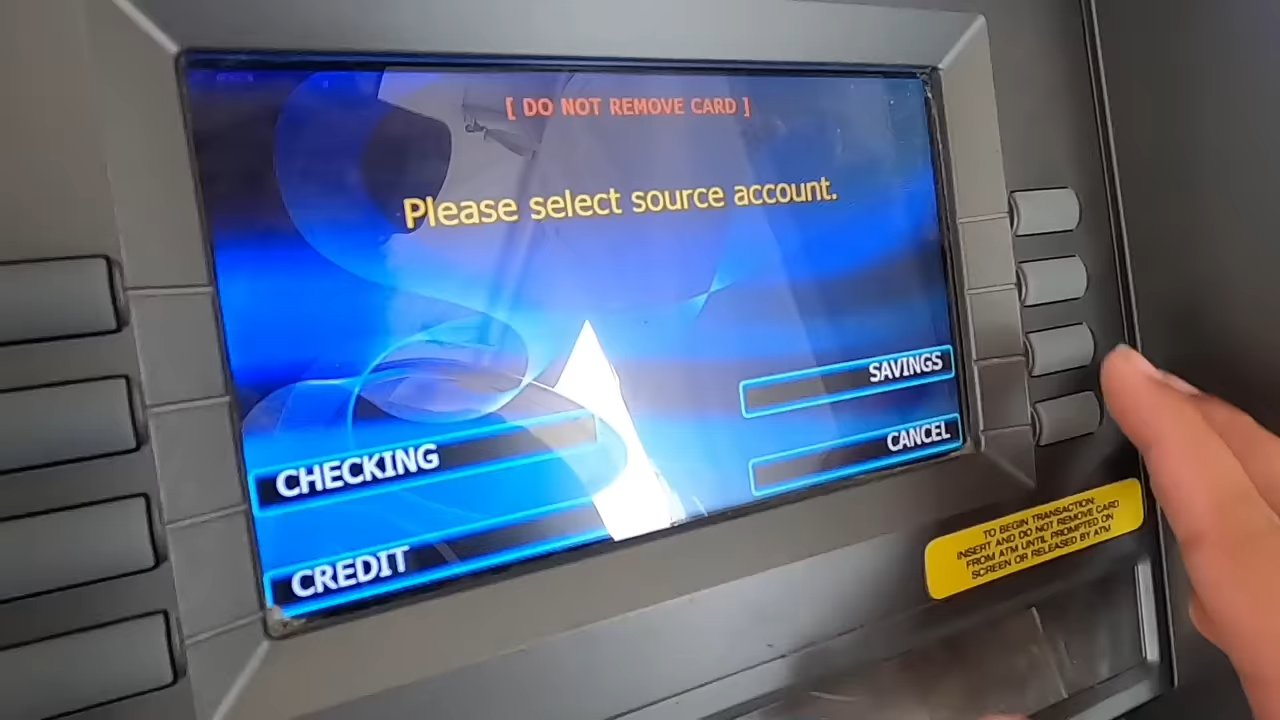 [ DO NOT REMOVE CARD ]
Please select source account.
SAVINGS
CHECKING
CANCEL
CREDIT
TO BEGIN TRANSACTION:
INSERT AND DO NOT REMOVE CARD
FROM ATM UNTIL PROMPTED ON
SCREEN OR RELEASED BY ATM